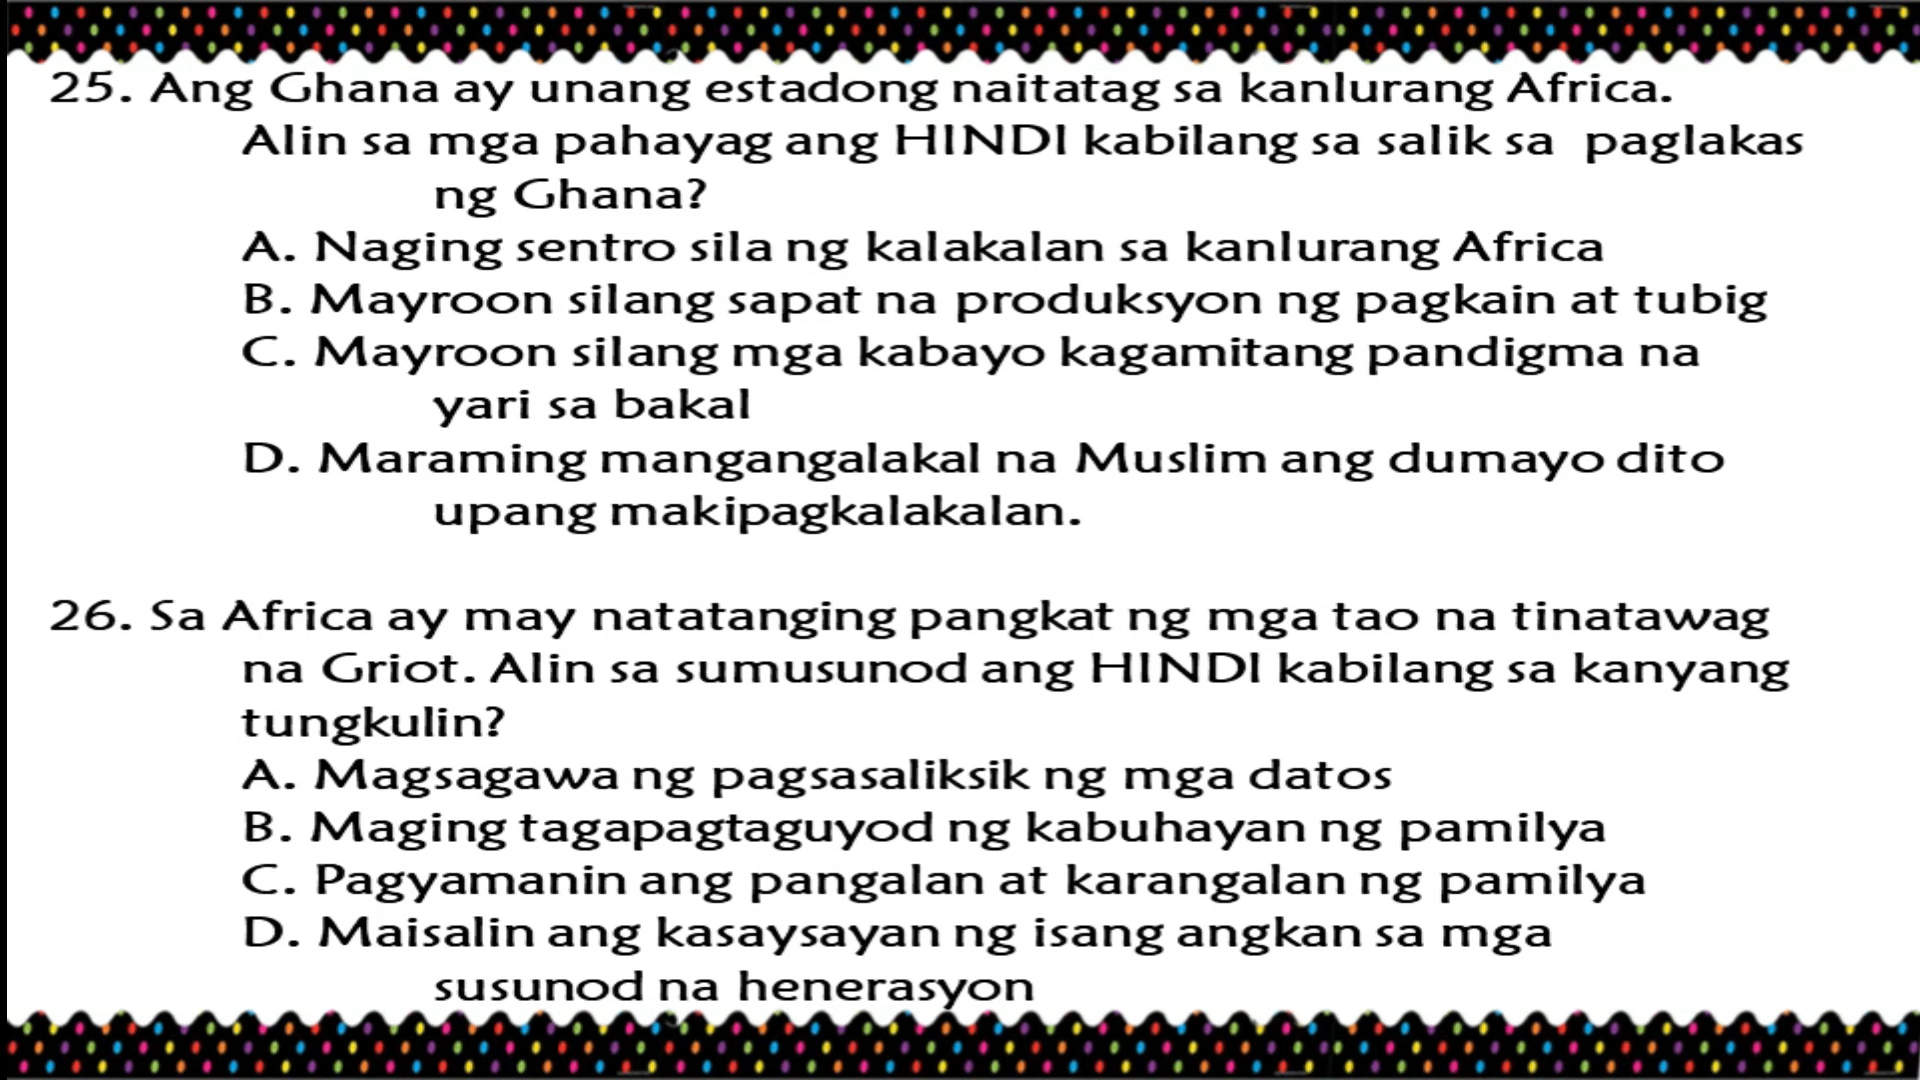 25. Ang Ghana ay unang estadong naitatag sa kanlurang Africa.
Alin sa mga pahayag ang HINDI kabilang sa salik sa paglakas
ng Ghana?
A. Naging sentro sila ng kalakalan sa kanlurang Africa
B. Mayroon silang sapat na produksyon ng pagkain at tubig
C. Mayroon silang mga kabayo kagamitang pandigma na
yari sa bakal
D. Maraming mangangalakal na Muslim ang dumayo dito
upang makipagkalakalan.
26. Sa Africa ay may natatanging pangkat ng mga tao na tinatawag
na Griot. Alin sa sumusunod ang HINDI kabilang sa kanyang
tungkulin?
A. Magsagawa ng pagsasaliksik ng mga datos
B. Maging tagapagtaguyod ng kabuhayan ng pamilya
C. Pagyamanin ang pangalan at karangalan ng pamilya
D. Maisalin ang kasaysayan ng isang angkan sa mga
susunod na henerasyon